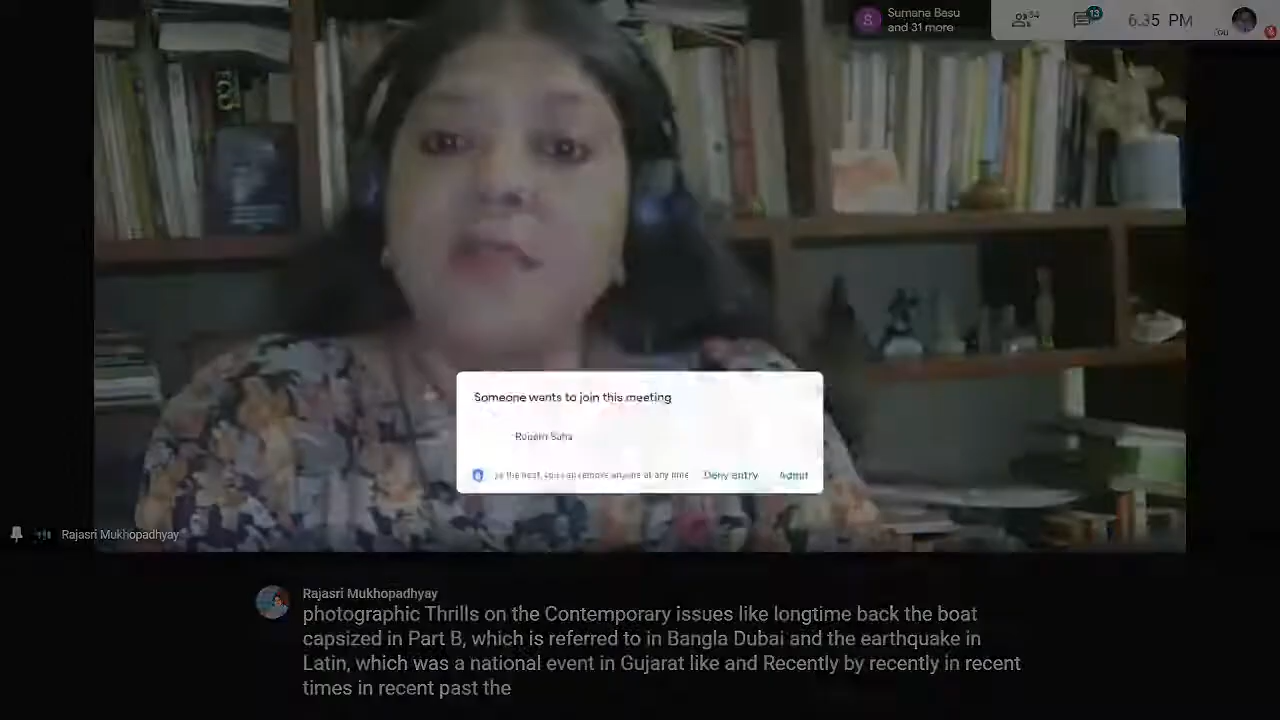 Sumana Basu
and 31 more
13
6:35 PM
You
Someone wants to join this meeting
Deny entry
Admit
Rajasri Mukhopadhyay
Rajasri Mukhopadhyay
photographic Thrills on the Contemporary issues like longtime back the boat
capsized in Part B, which is referred to in Bangla Dubai and the earthquake in
Latin, which was a national event in Gujarat like and Recently by recently in recent
times in recent past the